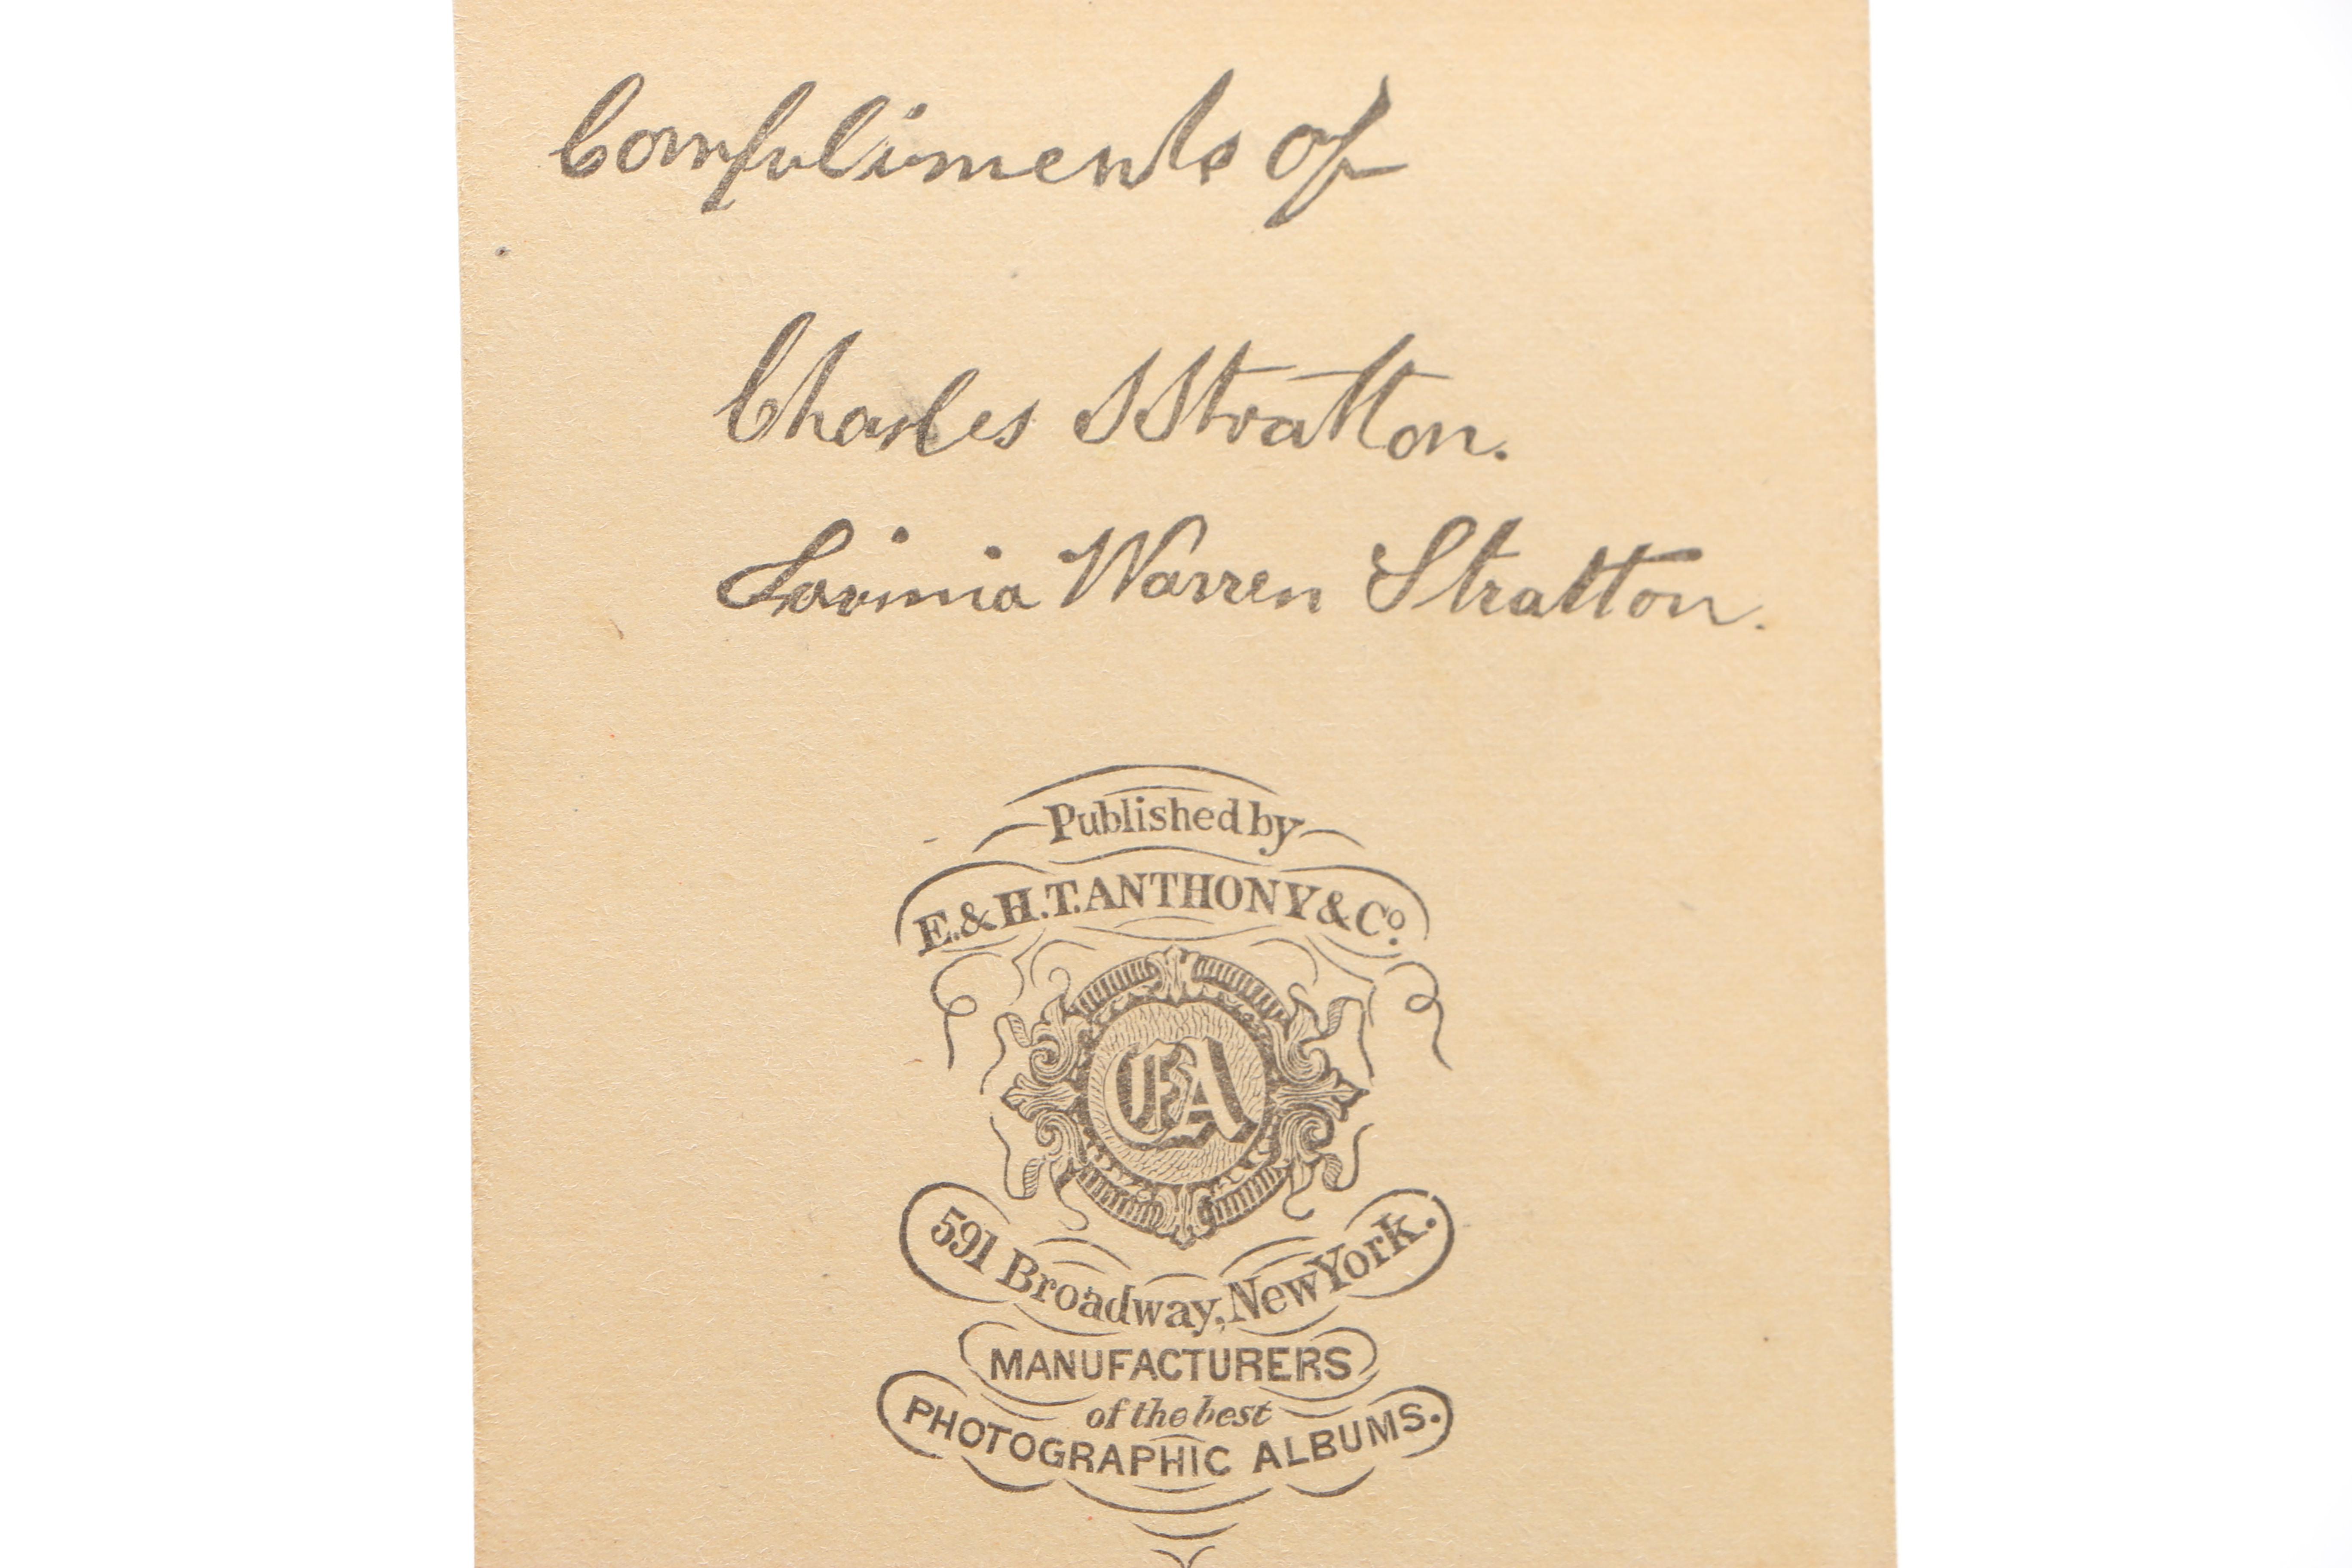 Compliments of
Charles S Stratton.
Lavinia Warren Stratton.
Published by
E. & H. T. ANTHONY & Co.
EA
591 Broadway, New York.
MANUFACTURERS
of the best
PHOTOGRAPHIC ALBUMS.